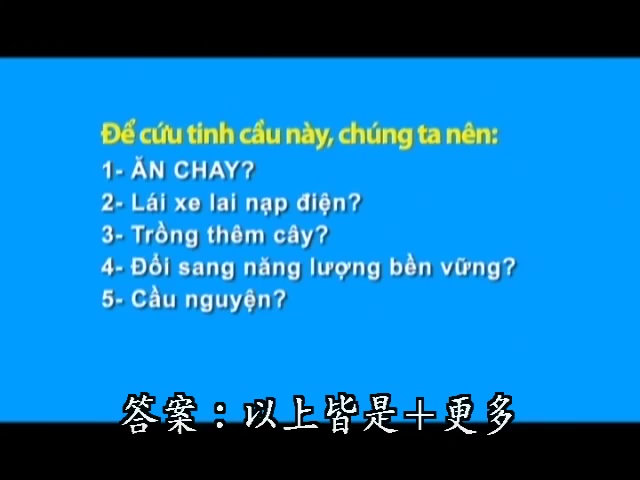 Để cứu tinh cầu này, chúng ta nên:
1- ĂN CHAY?
2- Lái xe lai nạp điện?
3- Trồng thêm cây?
4- Đổi sang năng lượng bền vững?
5- Cầu nguyện?
答案：以上皆是＋更多